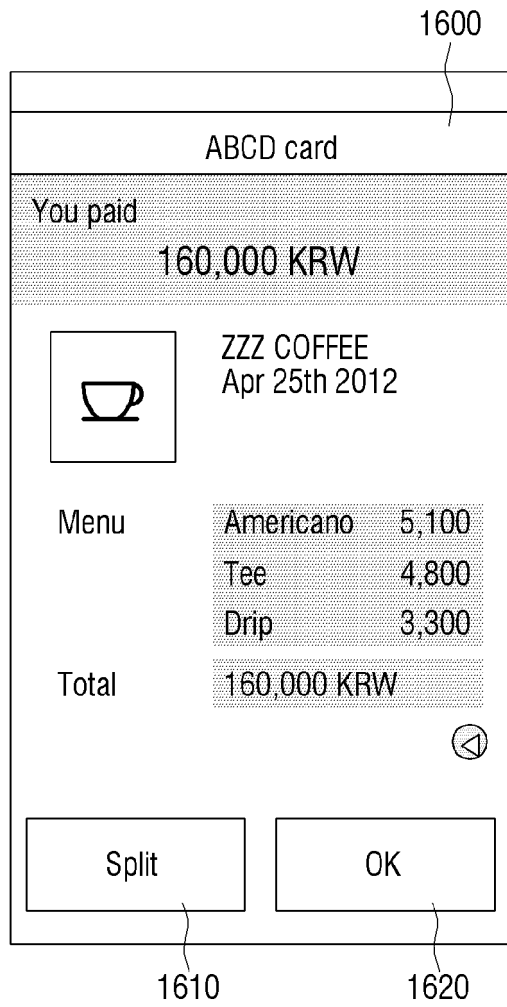 1600
ABCD card
You paid
160,000 KRW
ZZZ COFFEE
Apr 25th 2012
Menu Americano 5,100
Tee 4,800
Drip 3,300
Total 160,000 KRW
Split OK
1610 1620